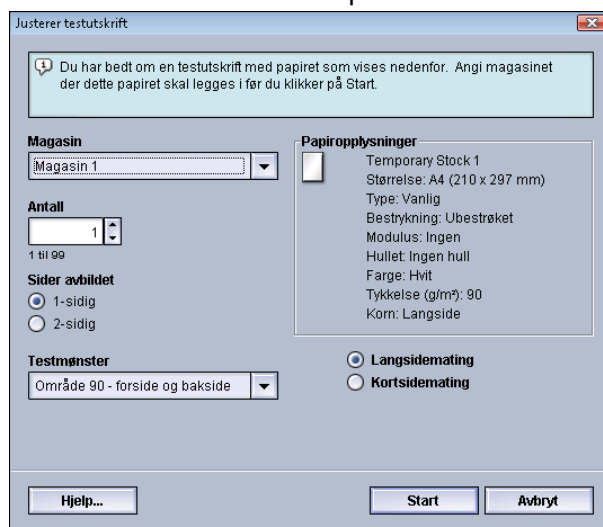 Justerer testutskrift
Du har bedt om en testutskrift med papiret som vises nedenfor. Angi magasinet
der dette papiret skal legges i før du klikker på Start.
Magasin
Magasin 1
Antall
1
1 til 99
Sider avbildet
1-sidig
2-sidig
Testmønster
Område 90 - forside og bakside
Papiropplysninger
Temporary Stock 1
Størrelse: A4 (210 x 297 mm)
Type: Vanlig
Bestrykning: Ubestrøket
Modulus: Ingen
Hullet: Ingen hull
Farge: Hvit
Tykkelse (g/m²): 90
Korn: Langside
Langsidemating
Kortsidemating
Hjelp...
Start
Avbryt